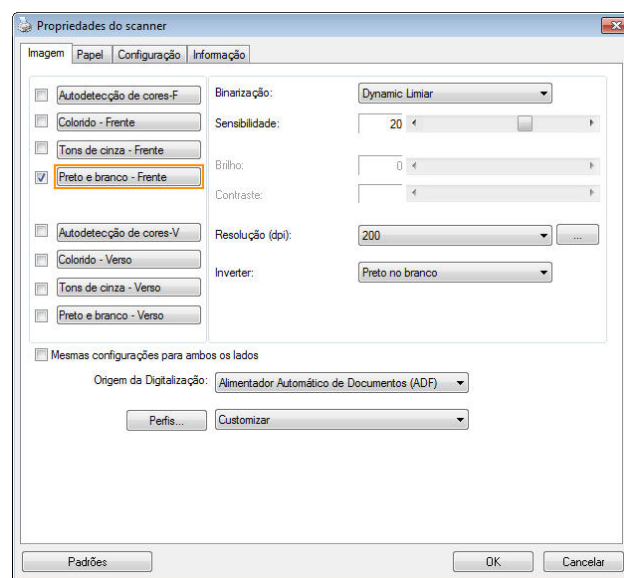 Propriedades do scanner
Imagem Papel Configuração Informação
Autodetecção de cores-F
Colorido - Frente
Tons de cinza - Frente
Preto e branco - Frente
Autodetecção de cores-V
Colorido - Verso
Tons de cinza - Verso
Preto e branco - Verso
Binarização: Dynamic Limiar
Sensibilidade: 20
Brilho: 0
Contraste:
Resolução (dpi): 200 ...
Inverter: Preto no branco
Mesmas configurações para ambos os lados
Origem da Digitalização: Alimentador Automático de Documentos (ADF)
Perfis... Customizar
Padrões OK Cancelar